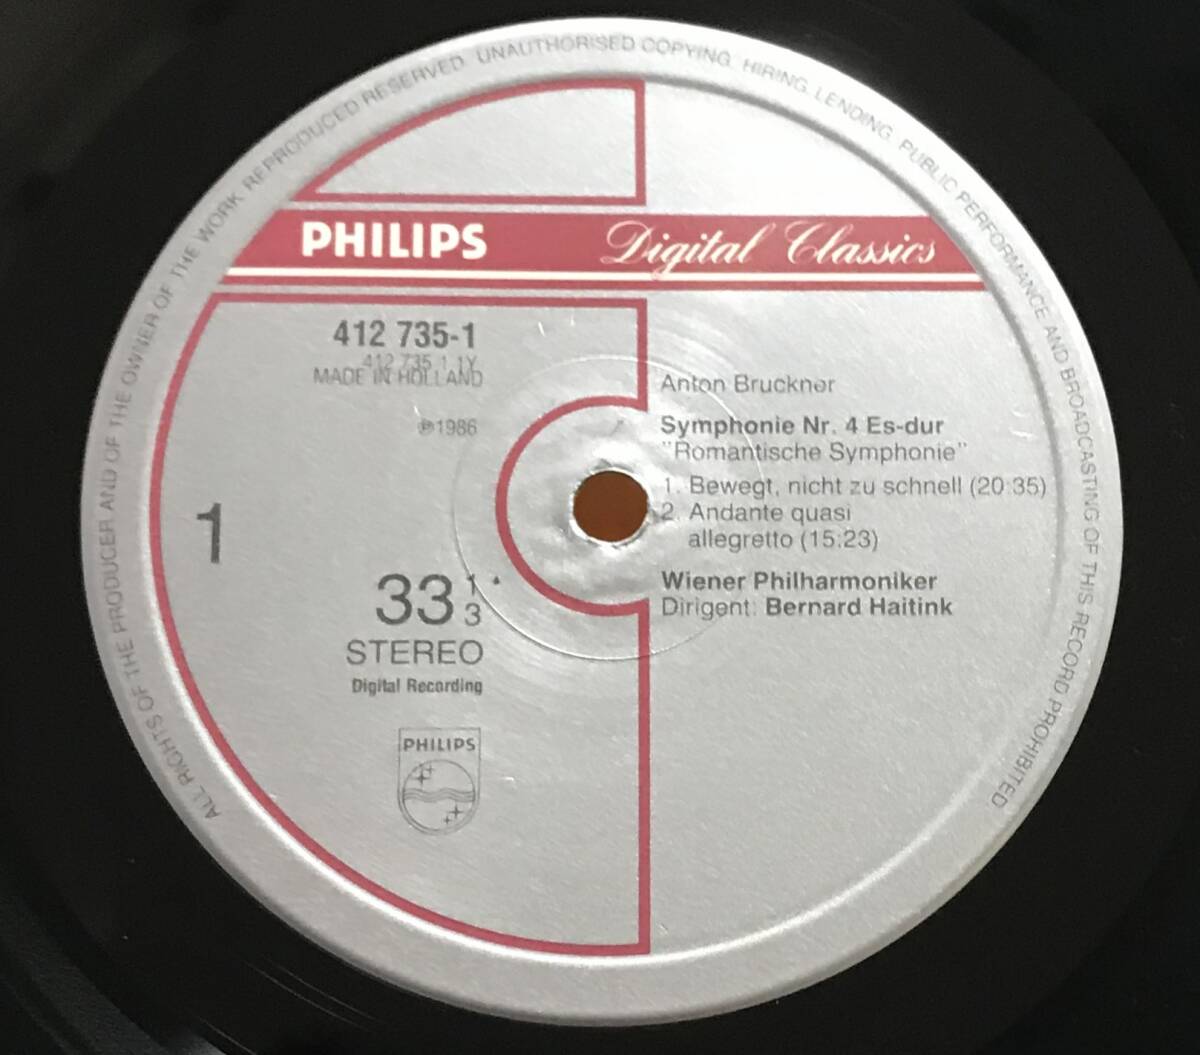 ALL RIGHTS OF THE PRODUCER AND OF THE OWNER OF THE WORK REPRODUCED RESERVED. UNAUTHORISED COPYING, HIRING, LENDING, PUBLIC PERFORMANCE AND BROADCASTING OF THIS RECORD PROHIBITED
PHILIPS Digital Classics
412 735-1
412 735 1 1Y
MADE IN HOLLAND
℗1986
1
33 1/3
STEREO
Digital Recording
PHILIPS
Anton Bruckner
Symphonie Nr. 4 Es-dur
"Romantische Symphonie"
1. Bewegt, nicht zu schnell (20:35)
2. Andante quasi
allegretto (15:23)
Wiener Philharmoniker
Dirigent: Bernard Haitink